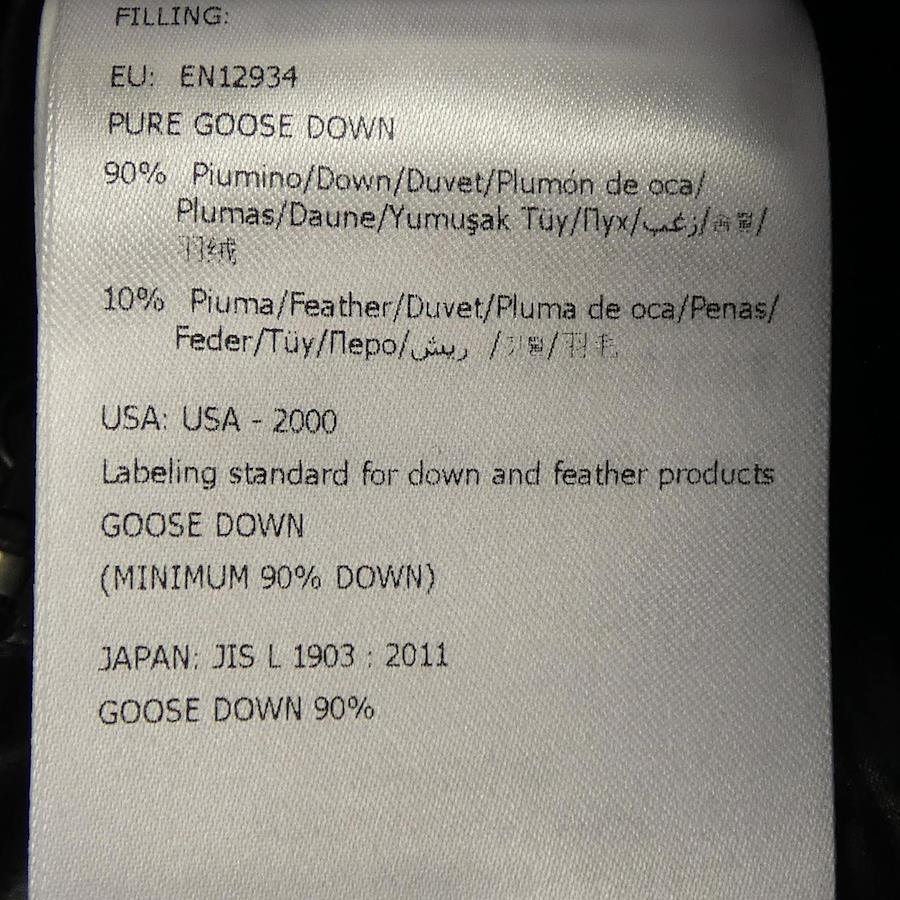 FILLING:
EU: EN12934
PURE GOOSE DOWN
90% Piumino/Down/Duvet/Plumón de oca/
Plumas/Daune/Yumuşak Tüy/Пух/زغب/솜털/
羽绒
10% Piuma/Feather/Duvet/Pluma de oca/Penas/
Feder/Tüy/Перо/ريش /깃털/羽毛
USA: USA - 2000
Labeling standard for down and feather products
GOOSE DOWN
(MINIMUM 90% DOWN)
JAPAN: JIS L 1903 : 2011
GOOSE DOWN 90%